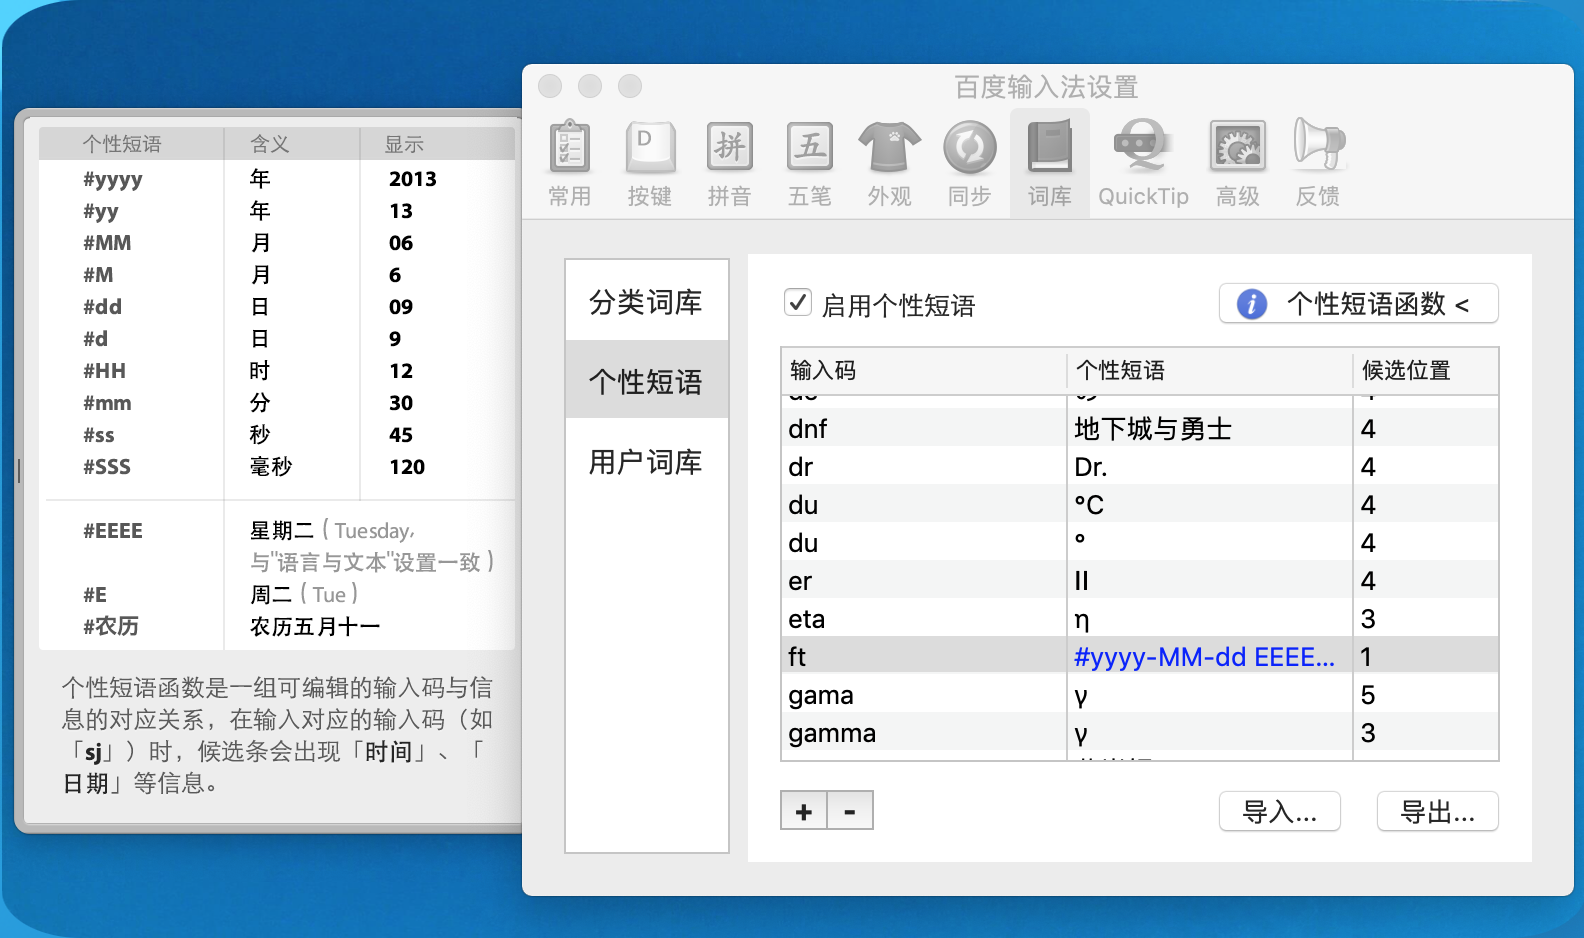 个性短语 含义 显示
#yyyy 年 2013
#yy 年 13
#MM 月 06
#M 月 6
#dd 日 09
#d 日 9
#HH 时 12
#mm 分 30
#ss 秒 45
#SSS 毫秒 120
#EEEE 星期二（Tuesday，
与"语言与文本"设置一致）
#E 周二（Tue）
#农历 农历五月十一
个性短语函数是一组可编辑的输入码与信
息的对应关系，在输入对应的输入码（如
「sj」）时，候选条会出现「时间」、「
日期」等信息。
百度输入法设置
D 拼 五
常用 按键 拼音 五笔 外观 同步 词库 QuickTip 高级 反馈
分类词库
个性短语
用户词库
启用个性短语
i 个性短语函数 <
输入码 个性短语 候选位置
dnf 地下城与勇士 4
dr Dr. 4
du °C 4
du ° 4
er II 4
eta η 3
ft #yyyy-MM-dd EEEE... 1
gama γ 5
gamma γ 3
+ -
导入... 导出...